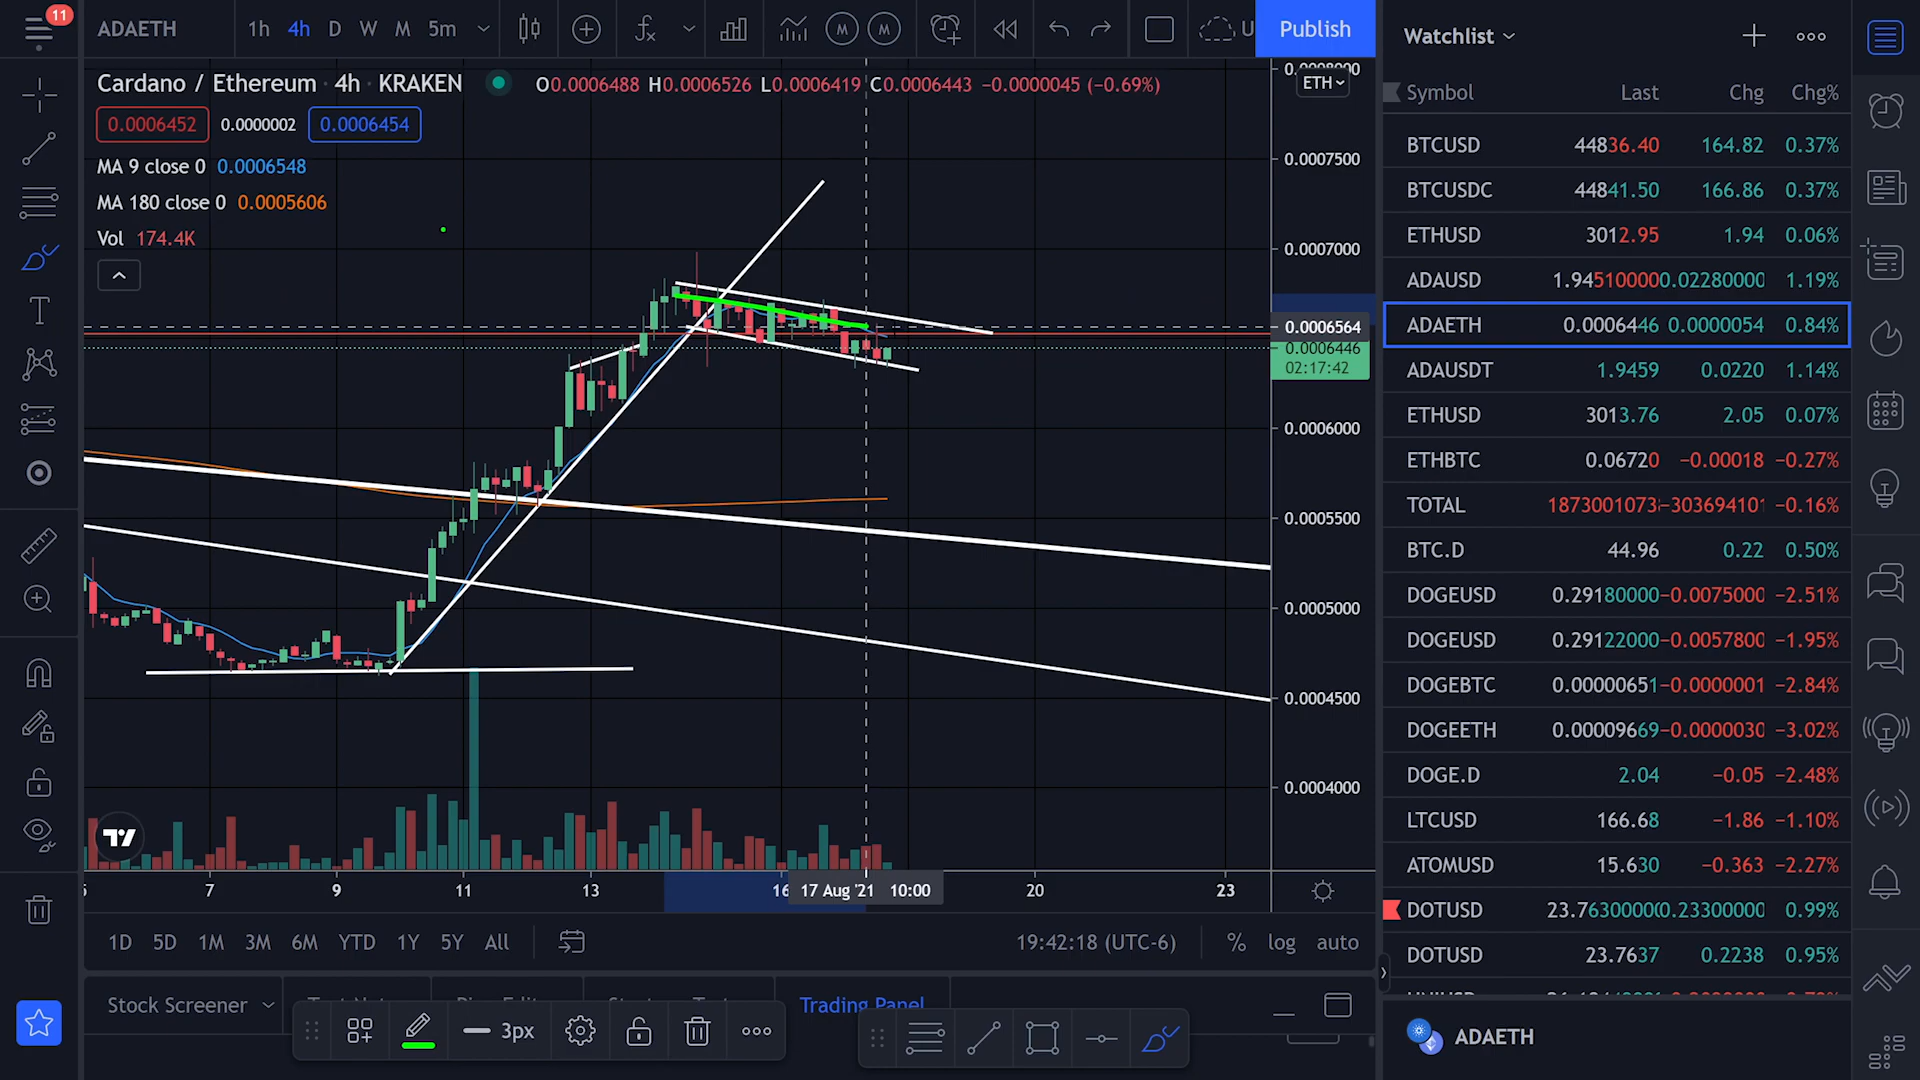 11
ADAETH
1h 4h D W M 5m
M M
U
Publish
Watchlist
Cardano / Ethereum · 4h · KRAKEN
O0.0006488 H0.0006526 L0.0006419 C0.0006443 −0.0000045 (−0.69%)
ETH
0.0006452 0.0000002 0.0006454
MA 9 close 0 0.0006548
MA 180 close 0 0.0005606
Vol 174.4K
0.0008000
0.0007500
0.0007000
0.0006564
0.0006446
02:17:42
0.0006000
0.0005500
0.0005000
0.0004500
0.0004000
7 9 11 13 16 17 Aug '21 10:00 20 23
1D 5D 1M 3M 6M YTD 1Y 5Y All
19:42:18 (UTC-6) % log auto
Stock Screener
Trading Panel
3px
Symbol Last Chg Chg%
BTCUSD 44836.40 164.82 0.37%
BTCUSDC 44841.50 166.86 0.37%
ETHUSD 3012.95 1.94 0.06%
ADAUSD 1.945100000.02280000 1.19%
ADAETH 0.0006446 0.0000054 0.84%
ADAUSDT 1.9459 0.0220 1.14%
ETHUSD 3013.76 2.05 0.07%
ETHBTC 0.06720 −0.00018 −0.27%
TOTAL −0.16%
BTC.D 44.96 0.22 0.50%
DOGEUSD 0.29180000 −0.0075000 −2.51%
DOGEUSD 0.29122000 −0.0057800 −1.95%
DOGEBTC 0.00000651 −0.0000001 −2.84%
DOGEETH 0.00009669 −0.0000030 −3.02%
DOGE.D 2.04 −0.05 −2.48%
LTCUSD 166.68 −1.86 −1.10%
ATOMUSD 15.630 −0.363 −2.27%
DOTUSD 23.7630000 0.23300000 0.99%
DOTUSD 23.7637 0.2238 0.95%
ADAETH